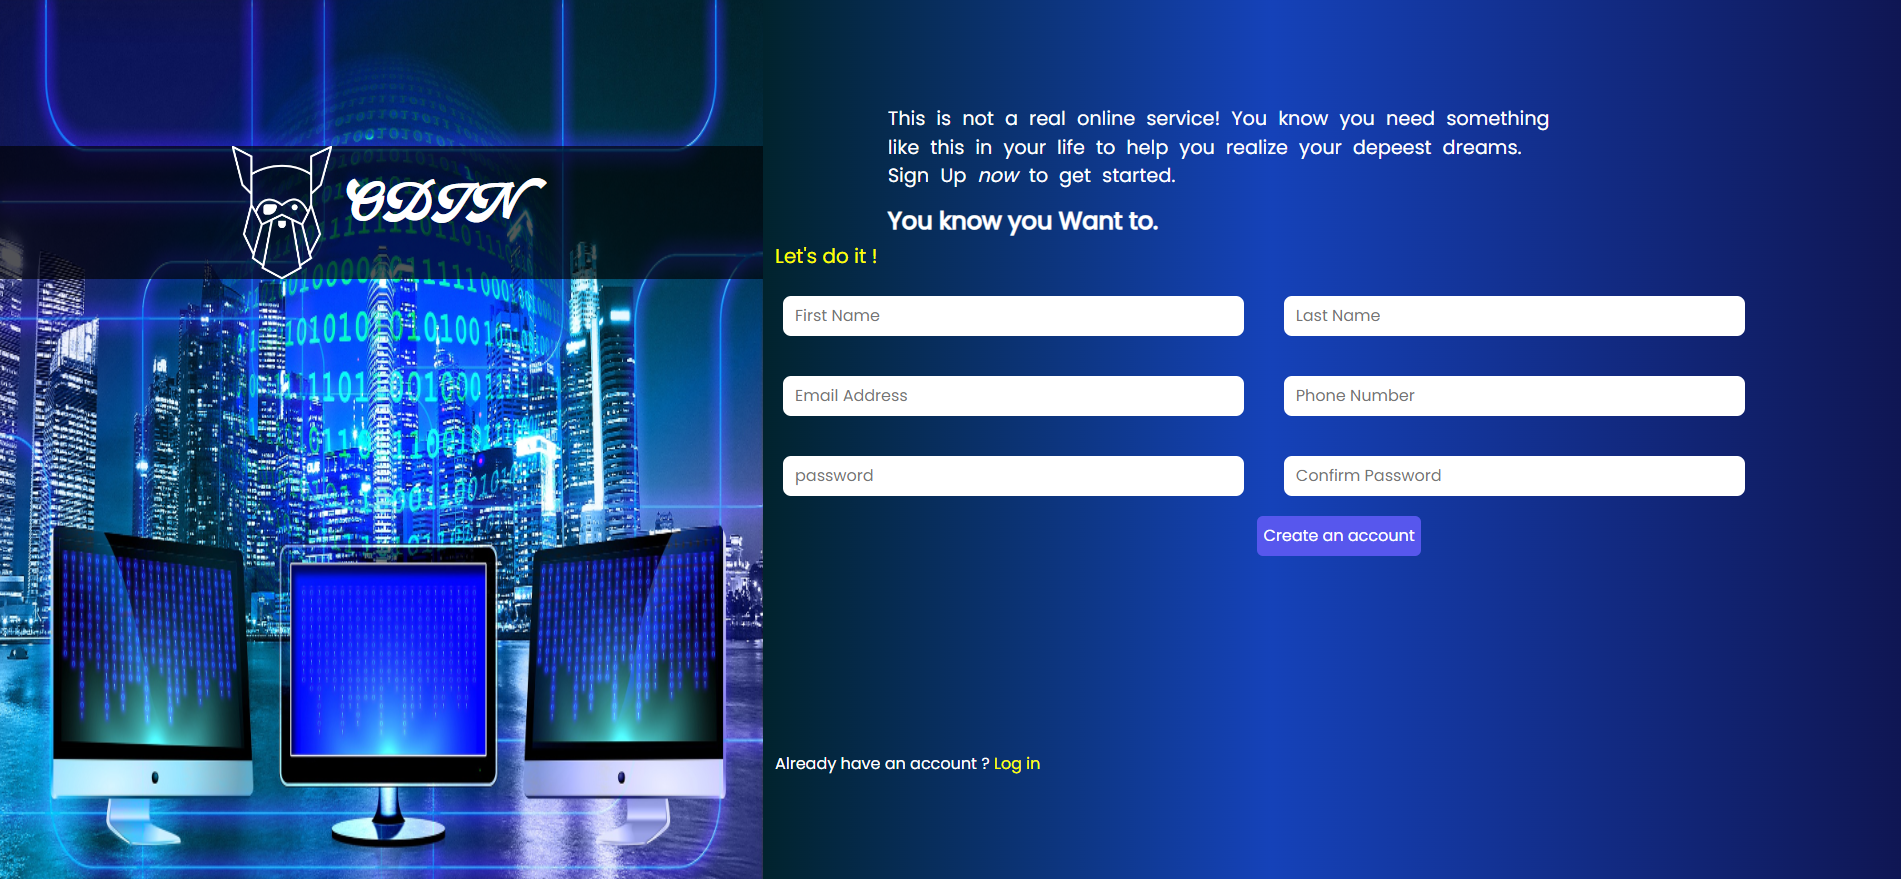 ODIN
This is not a real online service! You know you need something
like this in your life to help you realize your depeest dreams.
Sign Up now to get started.
You know you Want to.
Let's do it !
First Name
Last Name
Email Address
Phone Number
password
Confirm Password
Create an account
Already have an account ? Log in